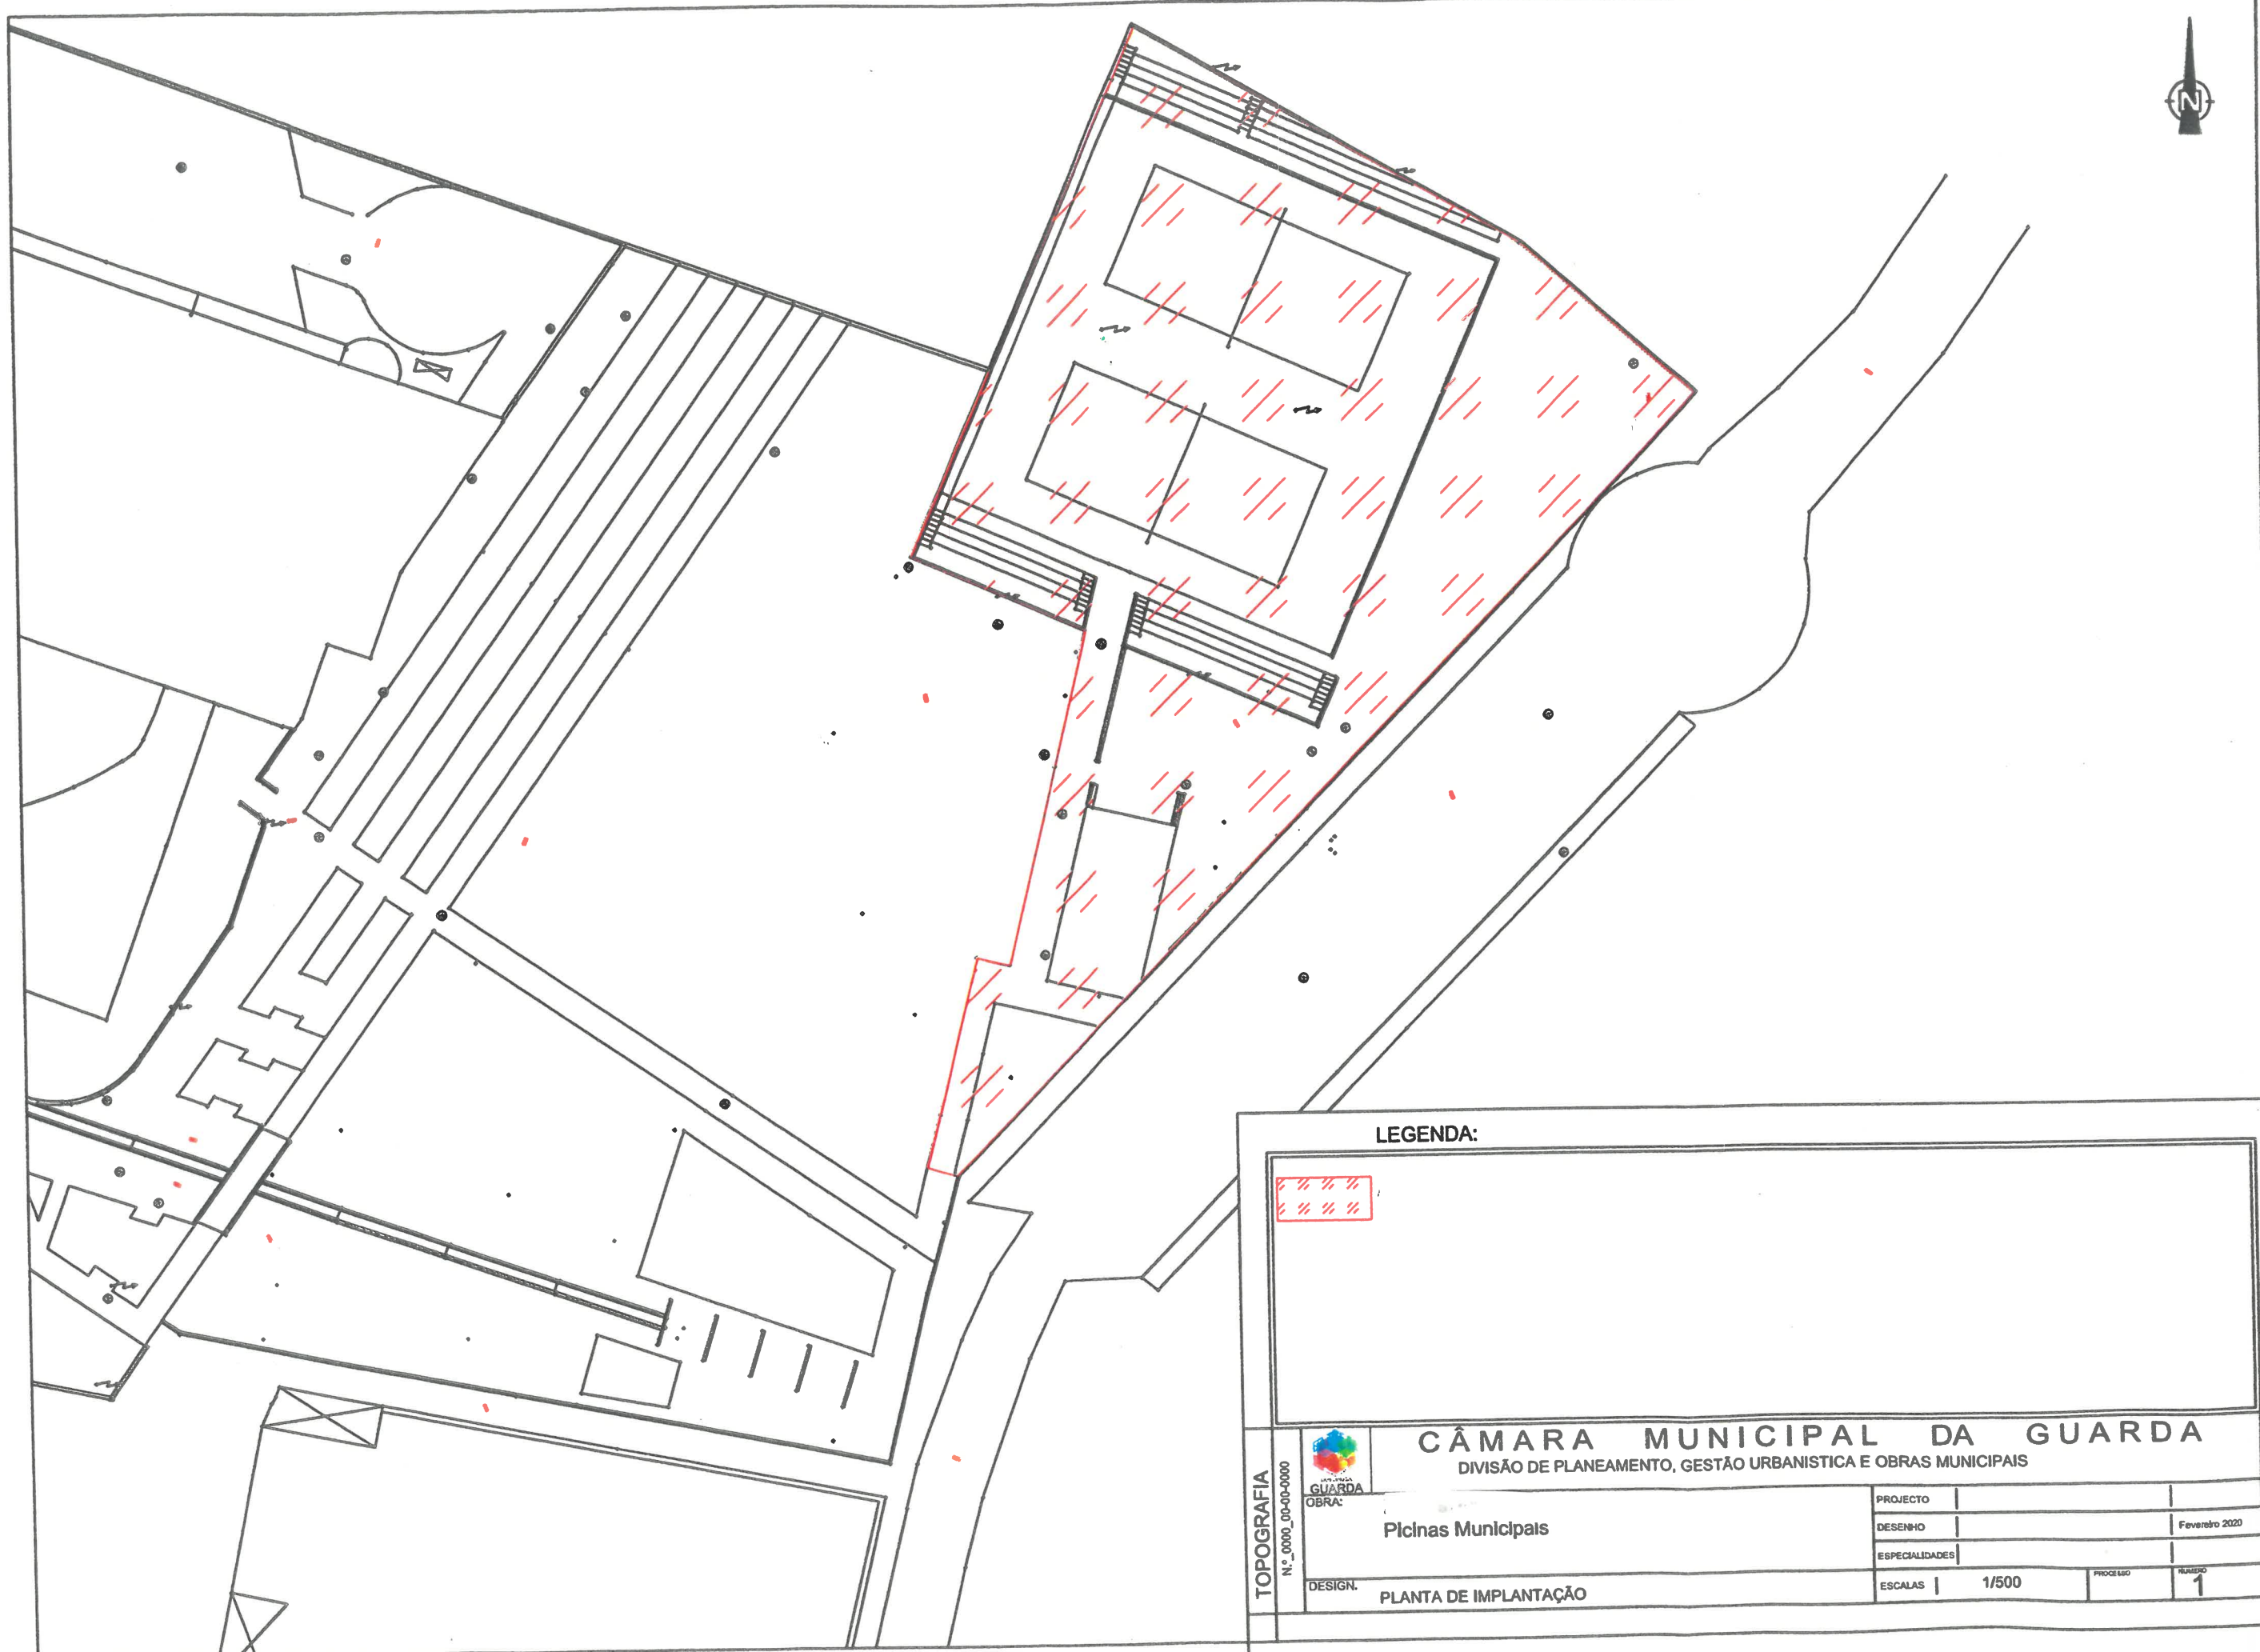 N
LEGENDA:
TOPOGRAFIA
N.º_0000_00-00-0000
GUARDA
CÂMARA MUNICIPAL DA GUARDA
DIVISÃO DE PLANEAMENTO, GESTÃO URBANISTICA E OBRAS MUNICIPAIS
OBRA:
Picinas Municipais
PROJECTO
DESENHO
Fevereiro 2020
ESPECIALIDADES
DESIGN.
PLANTA DE IMPLANTAÇÃO
ESCALAS
1/500
PROCESSO
NUMERO
1